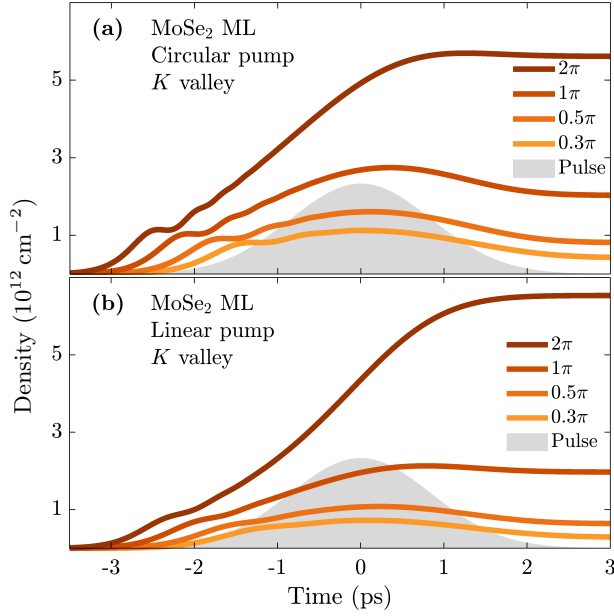 (a) MoSe₂ ML
Circular pump
K valley
2π
1π
0.5π
0.3π
Pulse
5
3
1
Density (10¹² cm⁻²)
(b) MoSe₂ ML
Linear pump
K valley
2π
1π
0.5π
0.3π
Pulse
5
3
1
-3 -2 -1 0 1 2 3
Time (ps)